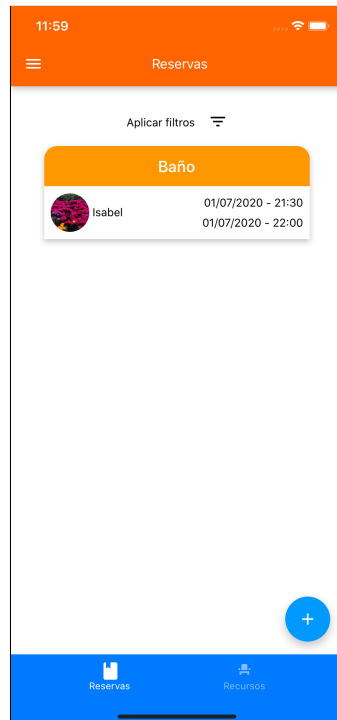 11:59
Reservas
Aplicar filtros
Baño
Isabel
01/07/2020 - 21:30
01/07/2020 - 22:00
+
Reservas
Recursos